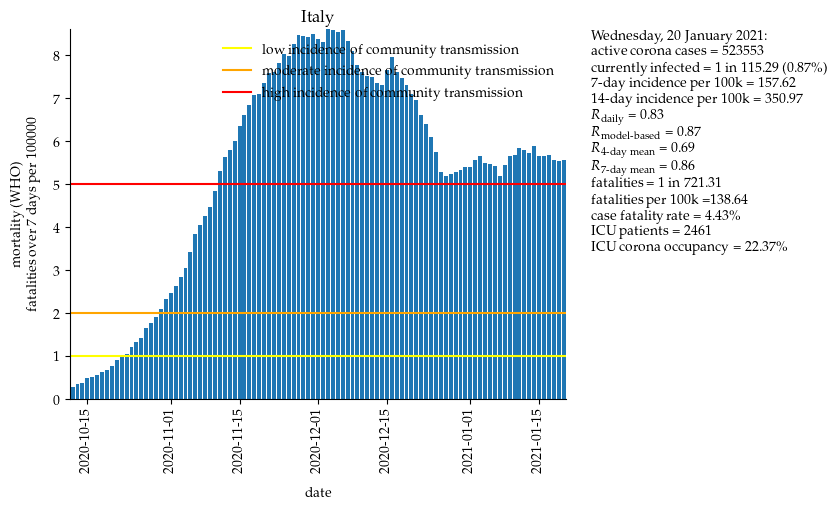 Italy
low incidence of community transmission
moderate incidence of community transmission
high incidence of community transmission
mortality (WHO)
fatalities over 7 days per 100000
8
7
6
5
4
3
2
1
0
2020-10-15
2020-11-01
2020-11-15
2020-12-01
2020-12-15
2021-01-01
2021-01-15
date
Wednesday, 20 January 2021:
active corona cases = 523553
currently infected = 1 in 115.29 (0.87%)
7-day incidence per 100k = 157.62
14-day incidence per 100k = 350.97
R daily = 0.83
R model-based = 0.87
R 4-day mean = 0.69
R 7-day mean = 0.86
fatalities = 1 in 721.31
fatalities per 100k =138.64
case fatality rate = 4.43%
ICU patients = 2461
ICU corona occupancy = 22.37%